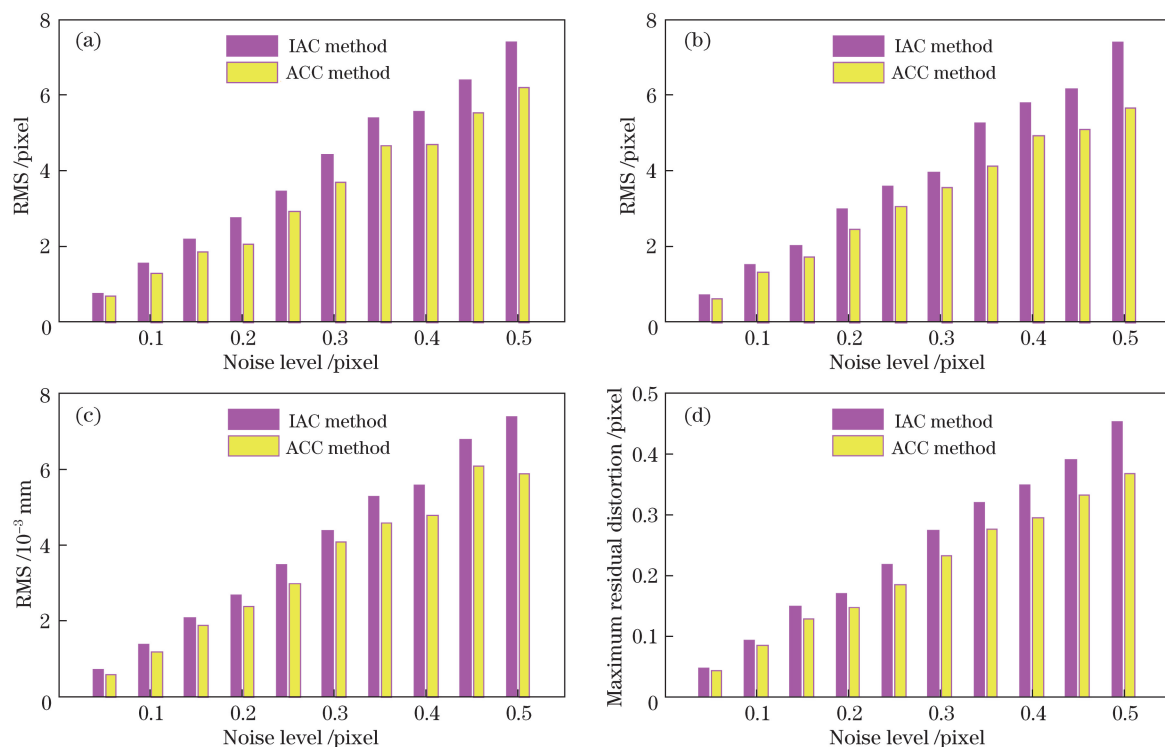 (a)
IAC method
ACC method
RMS /pixel
8
6
4
2
0
0.1 0.2 0.3 0.4 0.5
Noise level /pixel
(b)
IAC method
ACC method
RMS /pixel
8
6
4
2
0
0.1 0.2 0.3 0.4 0.5
Noise level /pixel
(c)
IAC method
ACC method
RMS /10⁻³ mm
8
6
4
2
0
0.1 0.2 0.3 0.4 0.5
Noise level /pixel
(d)
IAC method
ACC method
Maximum residual distortion /pixel
0.5
0.4
0.3
0.2
0.1
0
0.1 0.2 0.3 0.4 0.5
Noise level /pixel